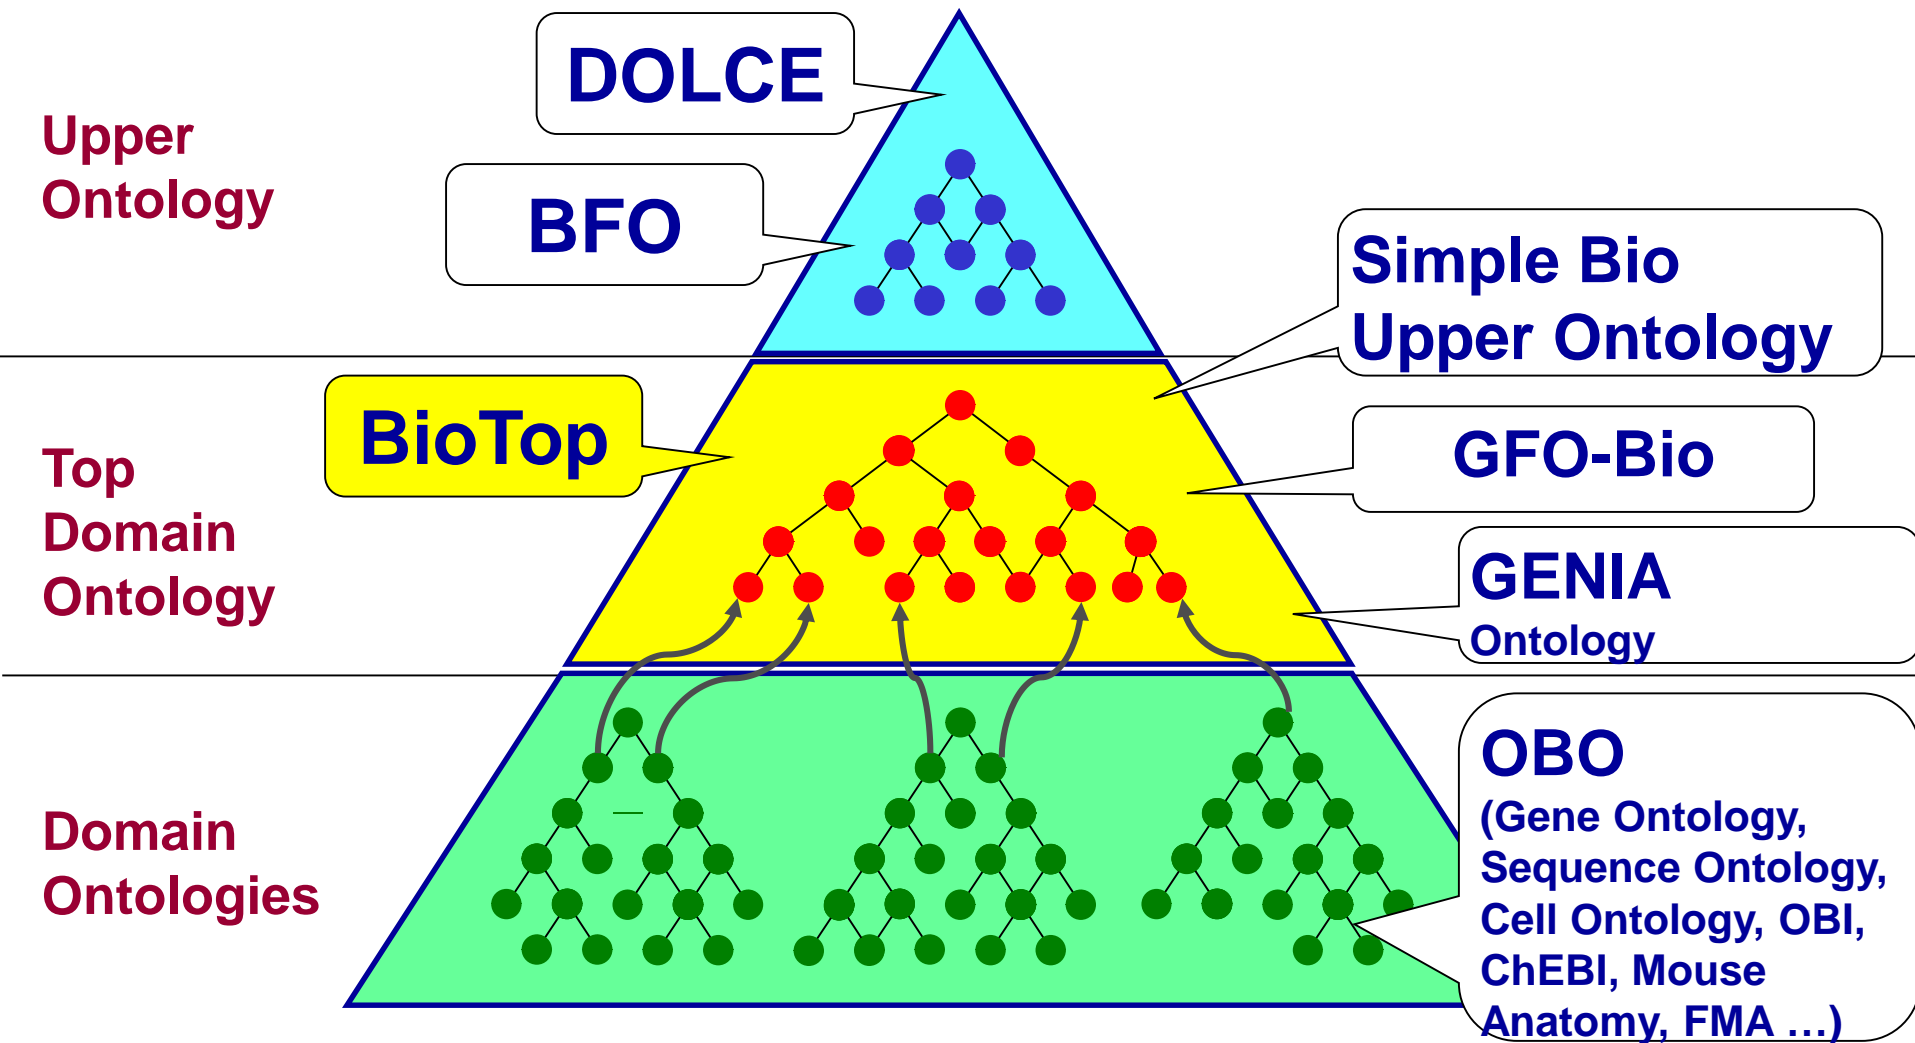 DOLCE
Upper
Ontology
BFO
Simple Bio
Upper Ontology
BioTop
GFO-Bio
Top
Domain
Ontology
GENIA
Ontology
OBO
(Gene Ontology,
Sequence Ontology,
Cell Ontology, OBI,
ChEBI, Mouse
Anatomy, FMA ...)
Domain
Ontologies